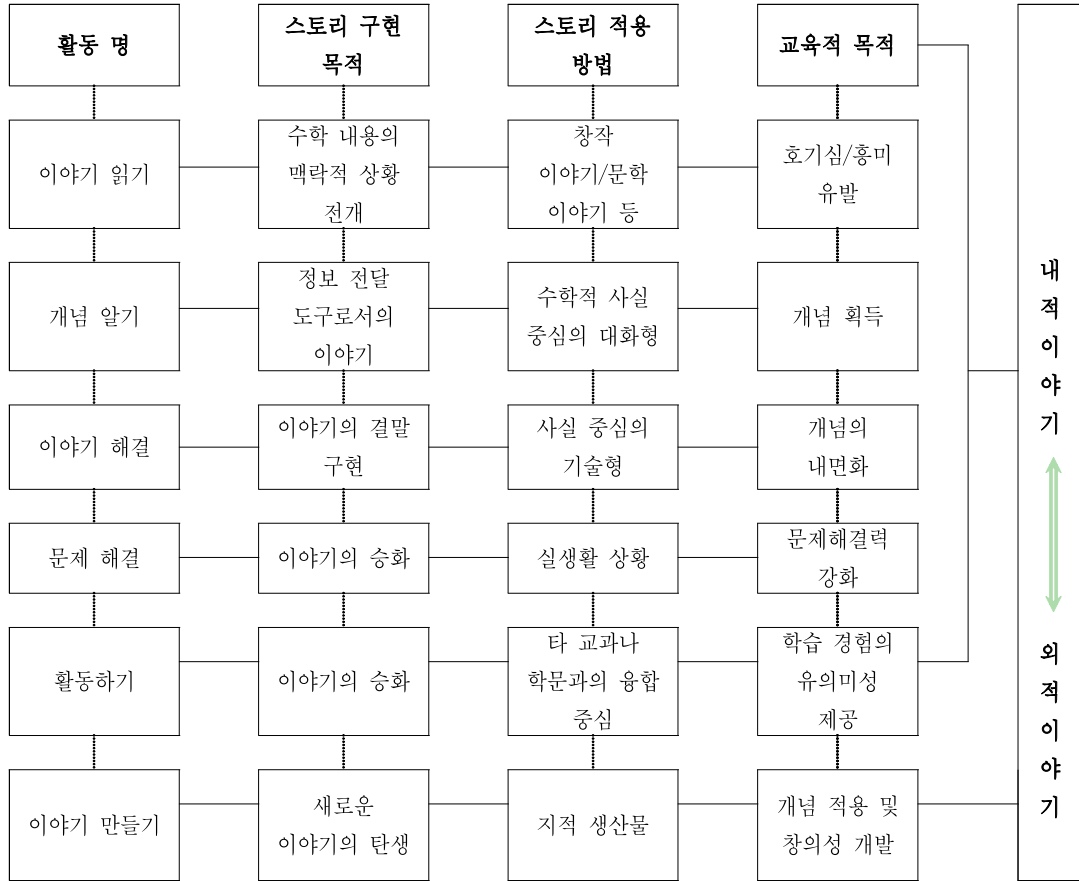 활동 명
스토리 구현
목적
스토리 적용
방법
교육적 목적
이야기 읽기
수학 내용의
맥락적 상황
전개
창작
이야기/문학
이야기 등
호기심/흥미
유발
개념 알기
정보 전달
도구로서의
이야기
수학적 사실
중심의 대화형
개념 획득
이야기 해결
이야기의 결말
구현
사실 중심의
기술형
개념의
내면화
문제 해결
이야기의 승화
실생활 상황
문제해결력
강화
활동하기
이야기의 승화
타 교과나
학문과의 융합
중심
학습 경험의
유의미성
제공
이야기 만들기
새로운
이야기의 탄생
지적 생산물
개념 적용 및
창의성 개발
내적이야기
외적이야기